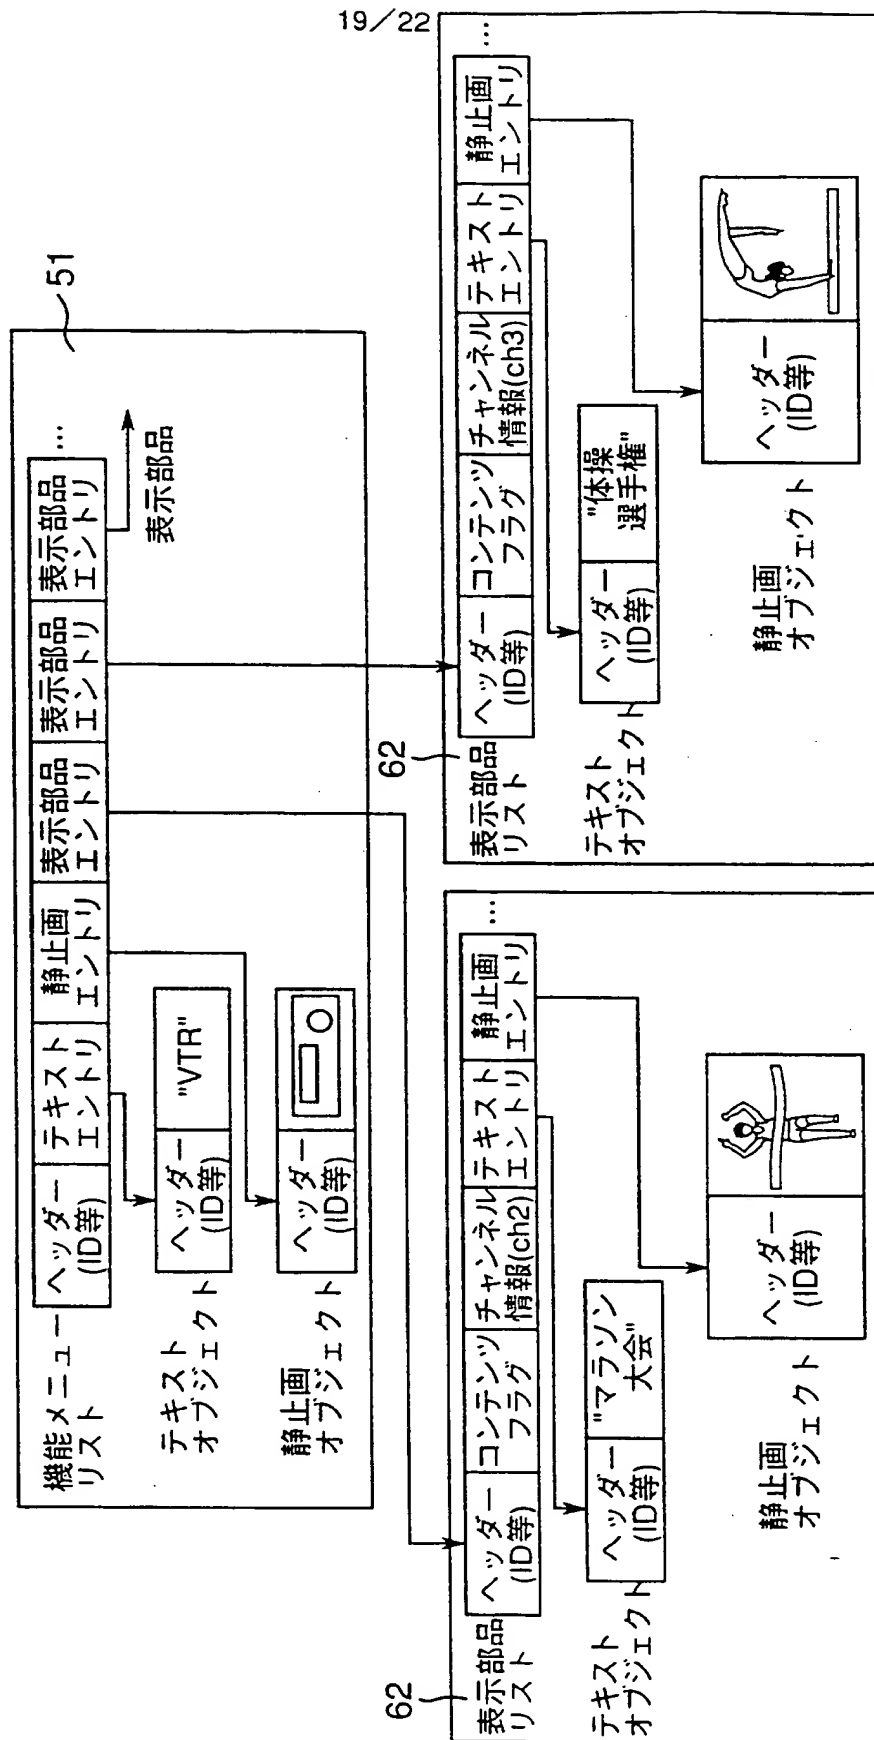 19/22
51
機能メニュー
リスト
ヘッダー
(ID等)
テキスト
エントリ
静止画
エントリ
表示部品
エントリ
表示部品
エントリ
表示部品
エントリ
...
表示部品
テキスト
オブジェクト
ヘッダー
(ID等)
"VTR"
静止画
オブジェクト
ヘッダー
(ID等)
62
表示部品
リスト
ヘッダー
(ID等)
コンテンツ
フラグ
チャンネル
情報(ch2)
テキスト
エントリ
静止画
エントリ
...
テキスト
オブジェクト
ヘッダー
(ID等)
"マラソン
大会"
静止画
オブジェクト
ヘッダー
(ID等)
62
表示部品
リスト
ヘッダー
(ID等)
コンテンツ
フラグ
チャンネル
情報(ch3)
テキスト
エントリ
静止画
エントリ
...
テキスト
オブジェクト
ヘッダー
(ID等)
"体操
選手権"
静止画
オブジェクト
ヘッダー
(ID等)